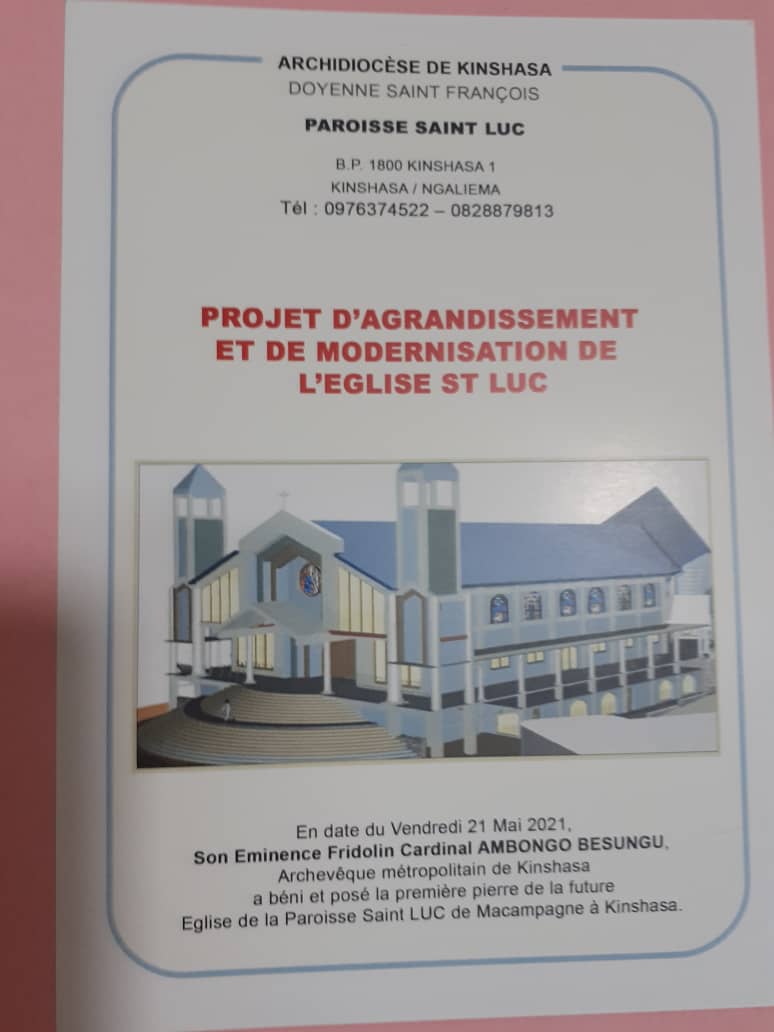 ARCHIDIOCÈSE DE KINSHASA
DOYENNE SAINT FRANÇOIS
PAROISSE SAINT LUC
B.P. 1800 KINSHASA 1
KINSHASA / NGALIEMA
Tél : 0976374522 – 0828879813
PROJET D'AGRANDISSEMENT
ET DE MODERNISATION DE
L'EGLISE ST LUC
En date du Vendredi 21 Mai 2021,
Son Eminence Fridolin Cardinal AMBONGO BESUNGU,
Archevêque métropolitain de Kinshasa
a béni et posé la première pierre de la future
Eglise de la Paroisse Saint LUC de Macampagne à Kinshasa.